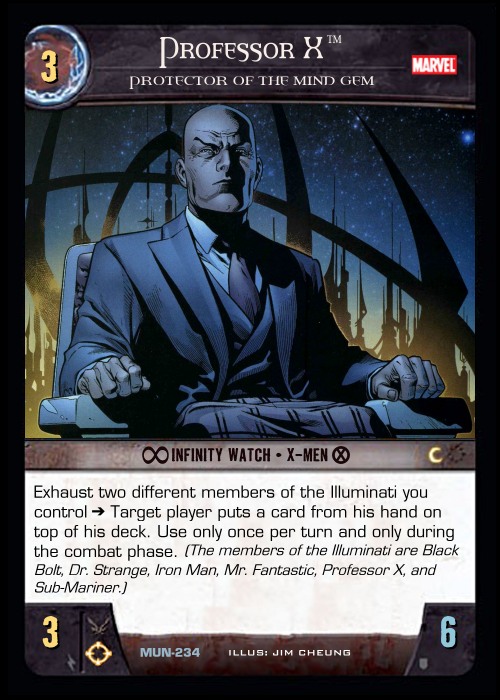 3
Professor X™
Protector of the Mind Gem
MARVEL
INFINITY WATCH • X-MEN
C
Exhaust two different members of the Illuminati you
control ➔ Target player puts a card from his hand on
top of his deck. Use only once per turn and only during
the combat phase. (The members of the Illuminati are Black
Bolt, Dr. Strange, Iron Man, Mr. Fantastic, Professor X, and
Sub-Mariner.)
3
MUN-234 ILLUS: JIM CHEUNG
6